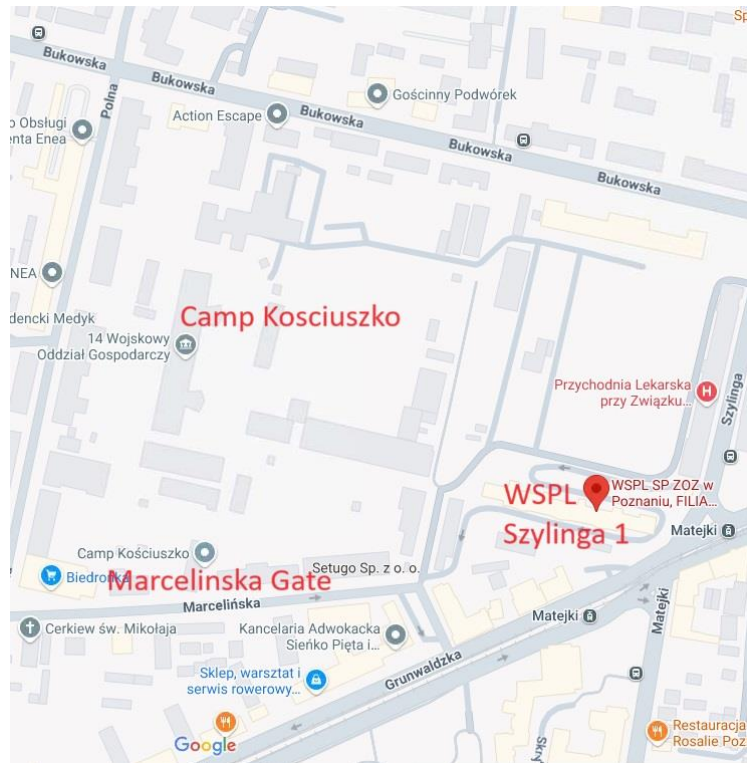 Sp
Bukowska
Polna
Bukowska
Gościnny Podwórek
Action Escape
o Obsługi
enta Enea
Bukowska
Bukowska
Bukowska
NEA
dencki Medyk
Camp Kosciuszko
14 Wojskowy
Oddział Gospodarczy
Przychodnia Lekarska
przy Związku...
H
Szylinga
WSPL
Szylinga 1
WSPL SP ZOZ w
Poznaniu, FILIA...
Matejki
Camp Kościuszko
Setugo Sp. z o. o.
Biedronka
Marcelinska Gate
Marcelińska
Matejki
Matejki
Cerkiew św. Mikołaja
Kancelaria Adwokacka
Sieńko Pięta i...
Grunwaldzka
Sklep, warsztat i
serwis rowerowy...
Google
Restauracja
Rosalie Poz